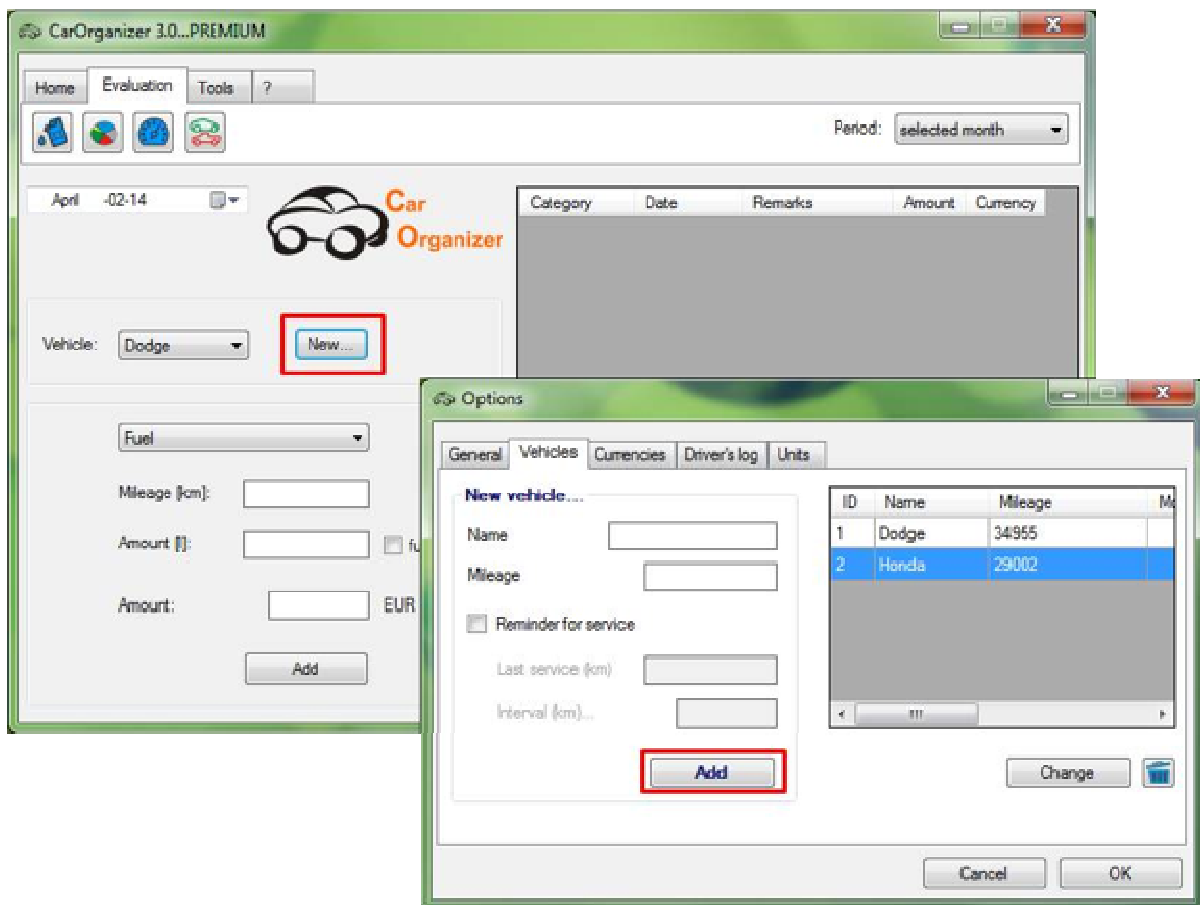 CarOrganizer 3.0...PREMIUM
Home Evaluation Tools ?
Period: selected month
April -02-14
Car
Organizer
Category Date Remarks Amount Currency
Vehicle: Dodge New...
Fuel
Mileage [km]:
Amount [l]: fu
Amount: EUR
Add
Options
General Vehicles Currencies Driver's log Units
New vehicle...
Name
Mileage
Reminder for service
Last service (km)
Interval (km)...
Add
ID Name Mileage Mo
1 Dodge 34955
2 Honda 29002
Change
Cancel OK